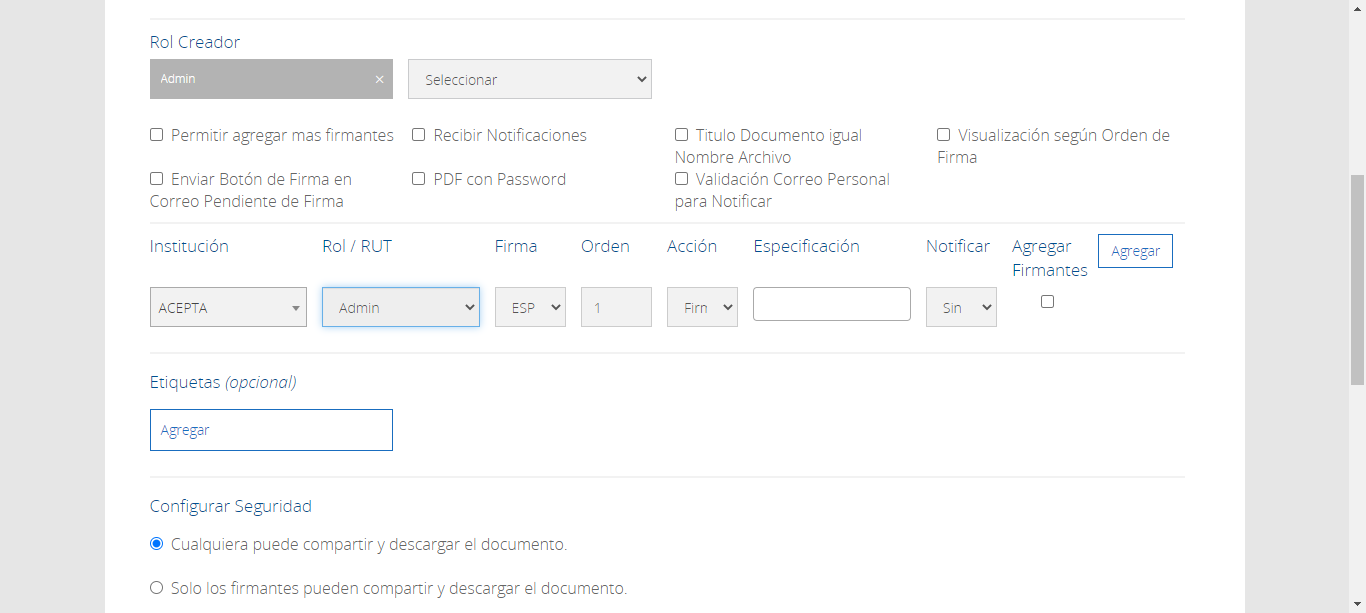 Rol Creador
Admin × Seleccionar
Permitir agregar mas firmantes Recibir Notificaciones Titulo Documento igual Visualización según Orden de
Nombre Archivo Firma
Enviar Botón de Firma en PDF con Password Validación Correo Personal
Correo Pendiente de Firma para Notificar
Institución Rol / RUT Firma Orden Acción Especificación Notificar Agregar Agregar
Firmantes
ACEPTA Admin ESP 1 Firn Sin
Etiquetas (opcional)
Agregar
Configurar Seguridad
Cualquiera puede compartir y descargar el documento.
Solo los firmantes pueden compartir y descargar el documento.